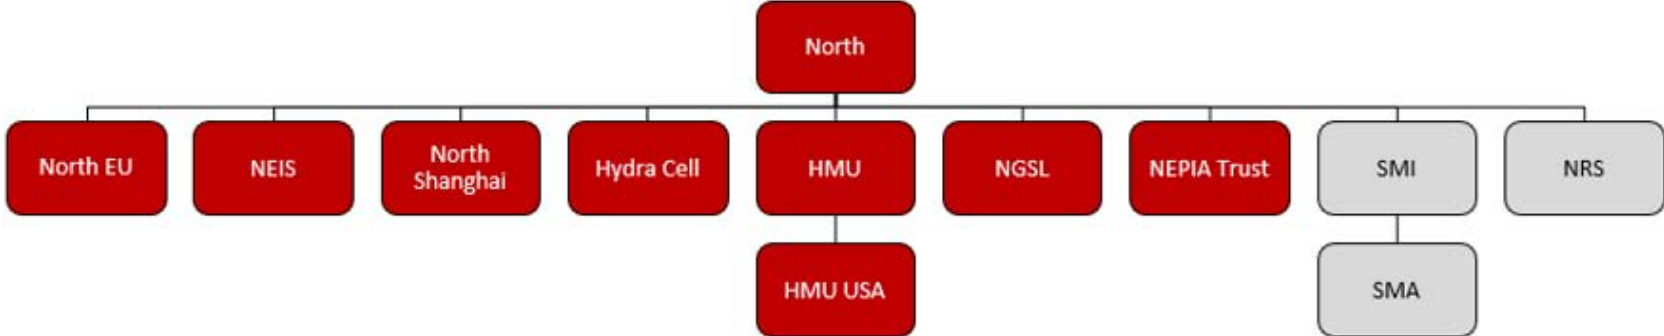 North
North EU
NEIS
North
Shanghai
Hydra Cell
HMU
NGSL
NEPIA Trust
SMI
NRS
HMU USA
SMA